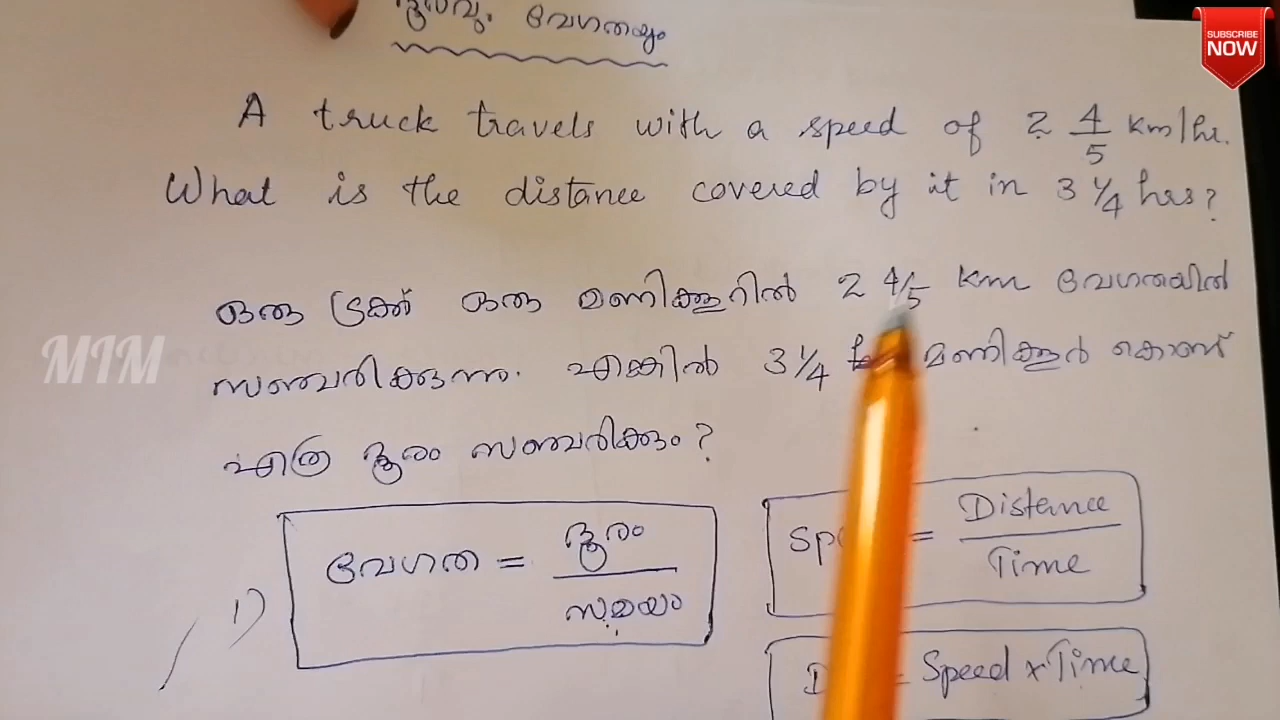 SUBSCRIBE
NOW
വേഗതയും
A truck travels with a speed of 2 4/5 km/hr.
What is the distance covered by it in 3 1/4 hrs?
ഒരു ട്രക്ക് ഒരു മണിക്കൂറിൽ 2 4/5 km വേഗതയിൽ
MIM
സഞ്ചരിക്കുന്നു. എങ്കിൽ 3 1/4 മണിക്കൂർ കൊണ്ട്
എത്ര ദൂരം സഞ്ചരിക്കും?
1) വേഗത = ദൂരം / സമയം
= Distance / Time
= Speed x Time